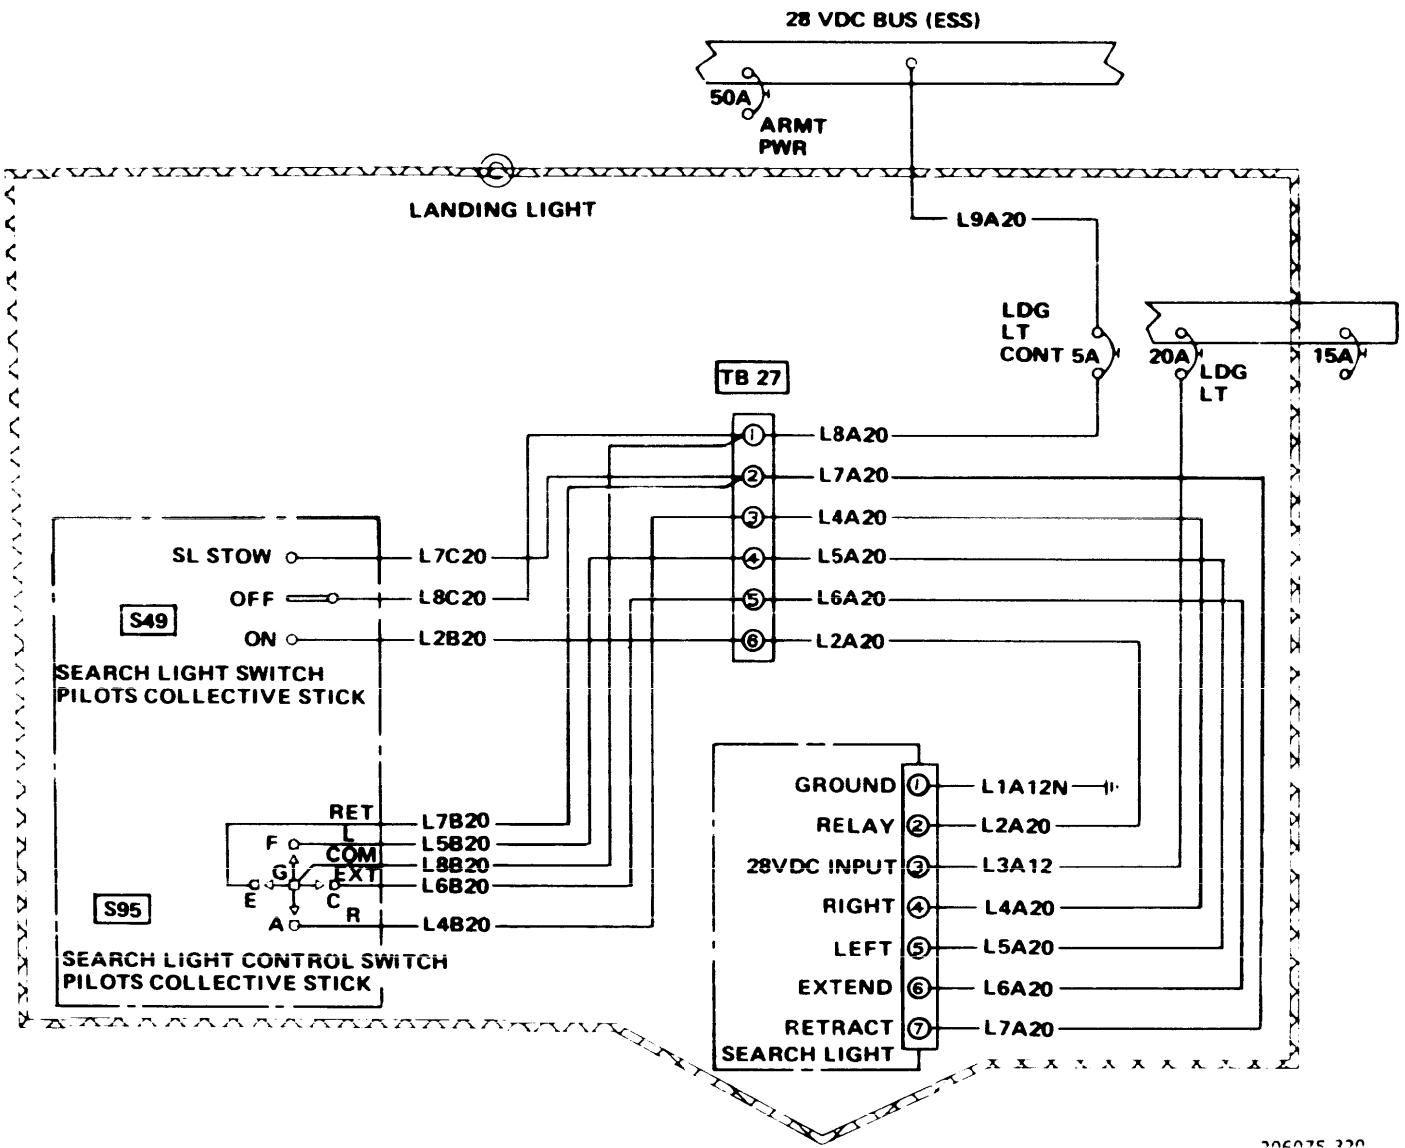 28 VDC BUS (ESS)
50A
ARMT
PWR
LANDING LIGHT
L9A20
LDG
LT
CONT 5A
20A
LDG
LT
15A
TB 27
1
L8A20
2
L7A20
3
L4A20
SL STOW
L7C20
4
L5A20
OFF
L8C20
5
L6A20
S49
ON
L2B20
6
L2A20
SEARCH LIGHT SWITCH
PILOTS COLLECTIVE STICK
GROUND
1
L1A12N
RET
L7B20
RELAY
2
L2A20
L
F
L5B20
COM
L8B20
28VDC INPUT
3
L3A12
G
EXT
L6B20
E
C
S95
RIGHT
4
L4A20
A
R
L4B20
LEFT
5
L5A20
SEARCH LIGHT CONTROL SWITCH
PILOTS COLLECTIVE STICK
EXTEND
6
L6A20
RETRACT
7
L7A20
SEARCH LIGHT